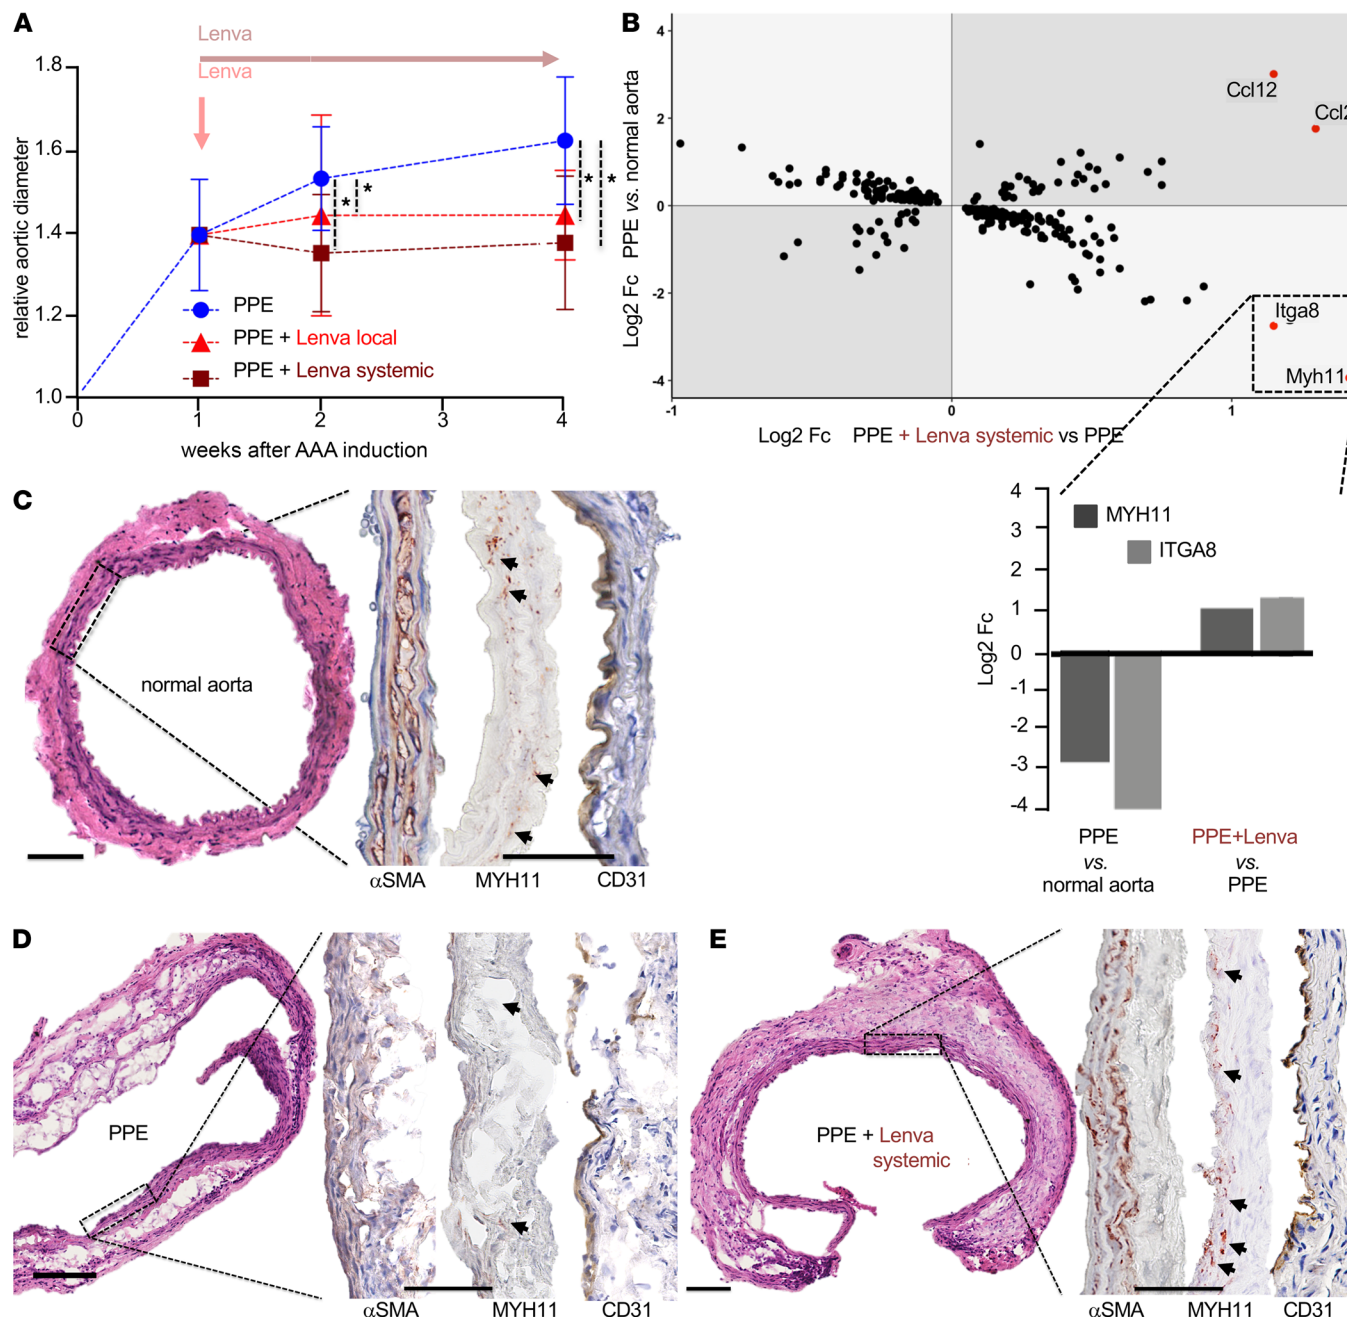 A
Lenva
Lenva
relative aortic diameter
1.8
1.6
1.4
1.2
1.0
0
1
2
3
4
weeks after AAA induction
PPE
PPE + Lenva local
PPE + Lenva systemic
*
*
*
*
B
Log2 Fc PPE vs. normal aorta
4
2
0
-2
-4
-1
0
1
Ccl12
Ccl2
Itga8
Myh11
Log2 Fc PPE + Lenva systemic vs PPE
Log2 Fc
4
3
2
1
0
-1
-2
-3
-4
MYH11
ITGA8
PPE
vs.
normal aorta
PPE+Lenva
vs.
PPE
C
normal aorta
αSMA
MYH11
CD31
D
PPE
αSMA
MYH11
CD31
E
PPE + Lenva
systemic
αSMA
MYH11
CD31